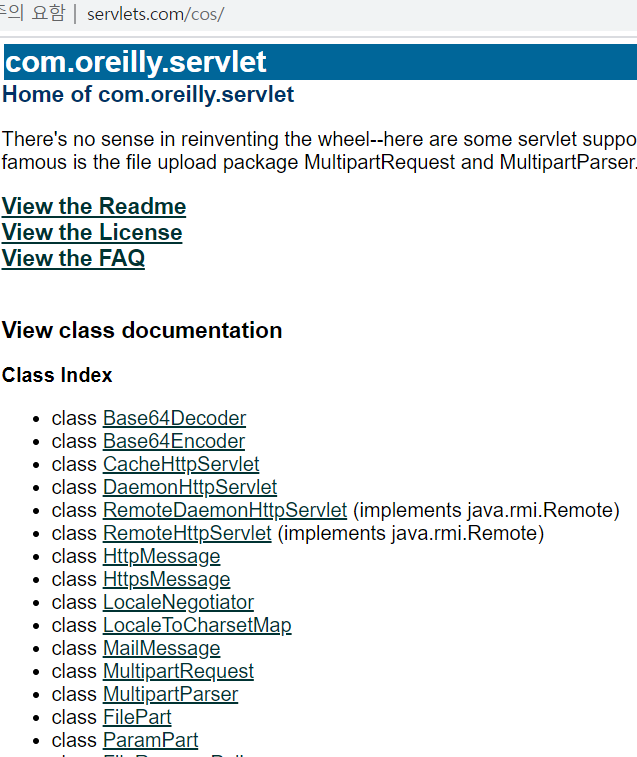 요함 | servlets.com/cos/
com.oreilly.servlet
Home of com.oreilly.servlet
There's no sense in reinventing the wheel--here are some servlet suppo
famous is the file upload package MultipartRequest and MultipartParser.
View the Readme
View the License
View the FAQ
View class documentation
Class Index
• class Base64Decoder
• class Base64Encoder
• class CacheHttpServlet
• class DaemonHttpServlet
• class RemoteDaemonHttpServlet (implements java.rmi.Remote)
• class RemoteHttpServlet (implements java.rmi.Remote)
• class HttpMessage
• class HttpsMessage
• class LocaleNegotiator
• class LocaleToCharsetMap
• class MailMessage
• class MultipartRequest
• class MultipartParser
• class FilePart
• class ParamPart